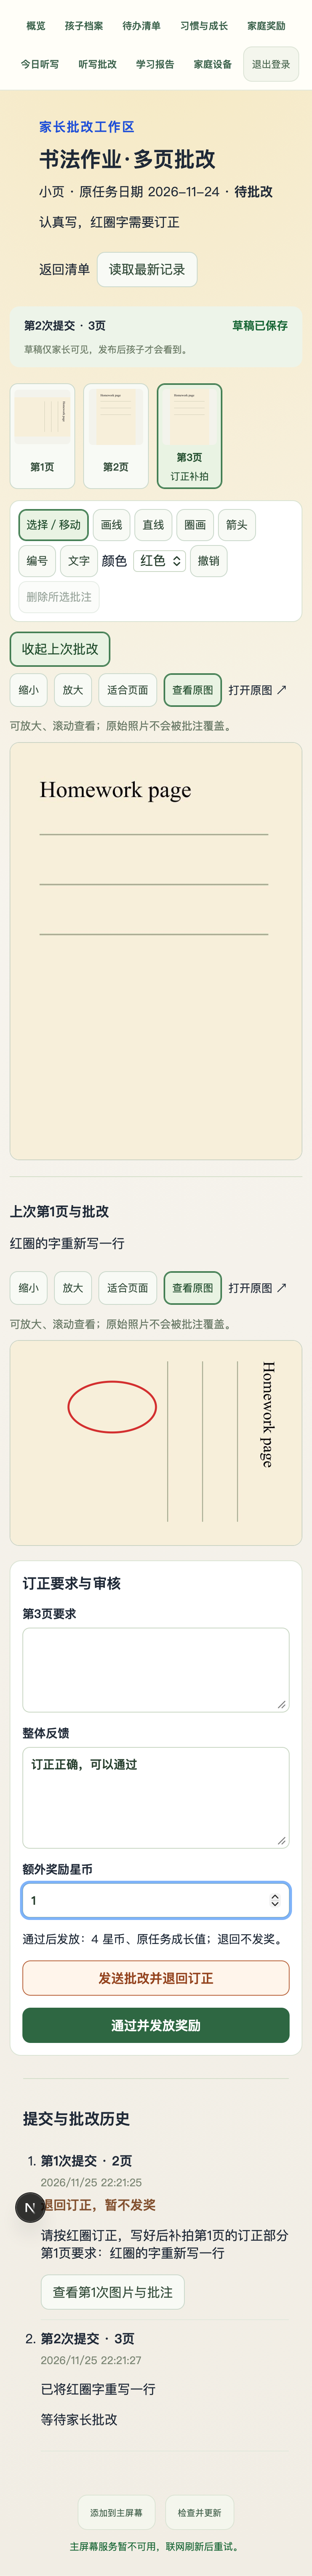 概览 孩子档案 待办清单 习惯与成长 家庭奖励
今日听写 听写批改 学习报告 家庭设备 退出登录
家长批改工作区
书法作业·多页批改
小页 · 原任务日期 2026-11-24 · 待批改
认真写，红圈字需要订正
返回清单 读取最新记录
第2次提交 · 3页 草稿已保存
草稿仅家长可见，发布后孩子才会看到。
Homework page Homework page
第1页 第2页 第3页
订正补拍
选择 / 移动 画线 直线 圈画 箭头
编号 文字 颜色 红色 撤销
删除所选批注
收起上次批改
缩小 放大 适合页面 查看原图 打开原图 ↗
可放大、滚动查看；原始照片不会被批注覆盖。
Homework page
上次第1页与批改
红圈的字重新写一行
缩小 放大 适合页面 查看原图 打开原图 ↗
可放大、滚动查看；原始照片不会被批注覆盖。
Homework page
订正要求与审核
第3页要求
整体反馈
订正正确，可以通过
额外奖励星币
1
通过后发放：4 星币、原任务成长值；退回不发奖。
发送批改并退回订正
通过并发放奖励
提交与批改历史
1. 第1次提交 · 2页
2026/11/25 22:21:25
N
退回订正，暂不发奖
请按红圈订正，写好后补拍第1页的订正部分
第1页要求：红圈的字重新写一行
查看第1次图片与批注
2. 第2次提交 · 3页
2026/11/25 22:21:27
已将红圈字重写一行
等待家长批改
添加到主屏幕 检查并更新
主屏幕服务暂不可用，联网刷新后重试。